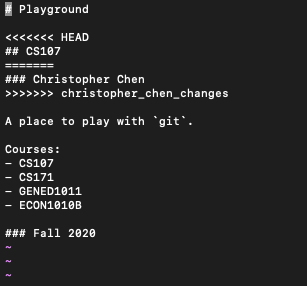 # Playground
<<<<<<< HEAD
## CS107
=======
### Christopher Chen
>>>>>>> christopher_chen_changes
A place to play with `git`.
Courses:
- CS107
- CS171
- GENED1011
- ECON1010B
### Fall 2020
~
~
~